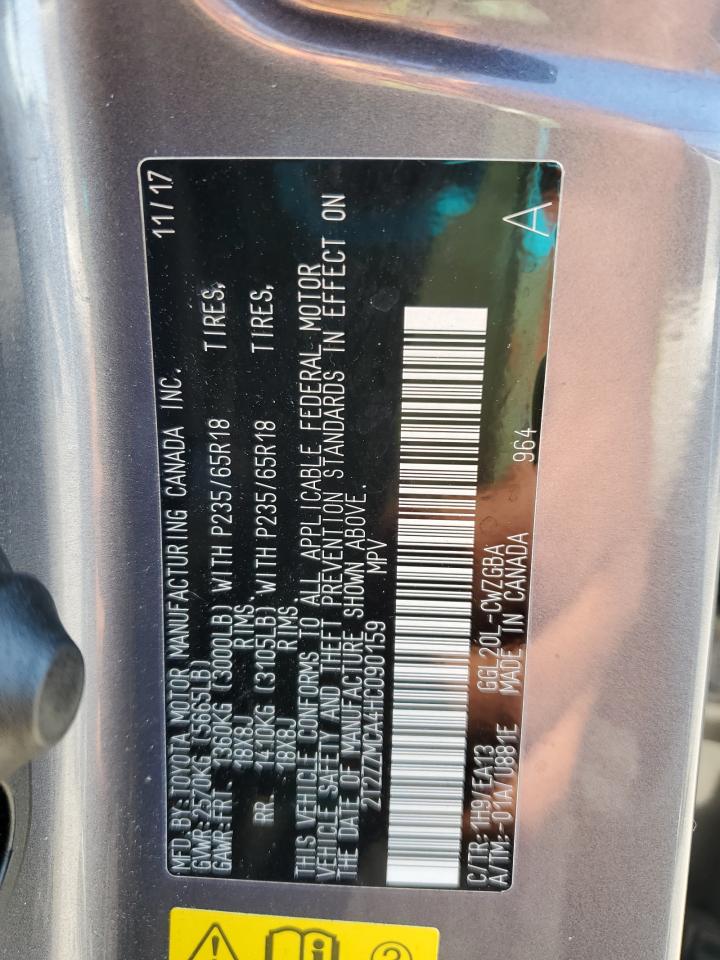 MFD.BY:TOYOTA MOTOR MANUFACTURING CANADA INC. 11/17
GVWR:2570KG (5665LB)
GAWR:FRT. 1360KG (3000LB) WITH P235/65R18 TIRES,
18X8J RIMS,
RR. 1410KG (3105LB) WITH P235/65R18 TIRES,
18X8J RIMS
THIS VEHICLE CONFORMS TO ALL APPLICABLE FEDERAL MOTOR
VEHICLE SAFETY AND THEFT PREVENTION STANDARDS IN EFFECT ON
THE DATE OF MANUFACTURE SHOWN ABOVE.
2T2ZZMCA4HC090159 MPV
C/TR:1H9/EA13 GGL20L-CWZGBA 964 A
A/TM:-01A/U881E MADE IN CANADA